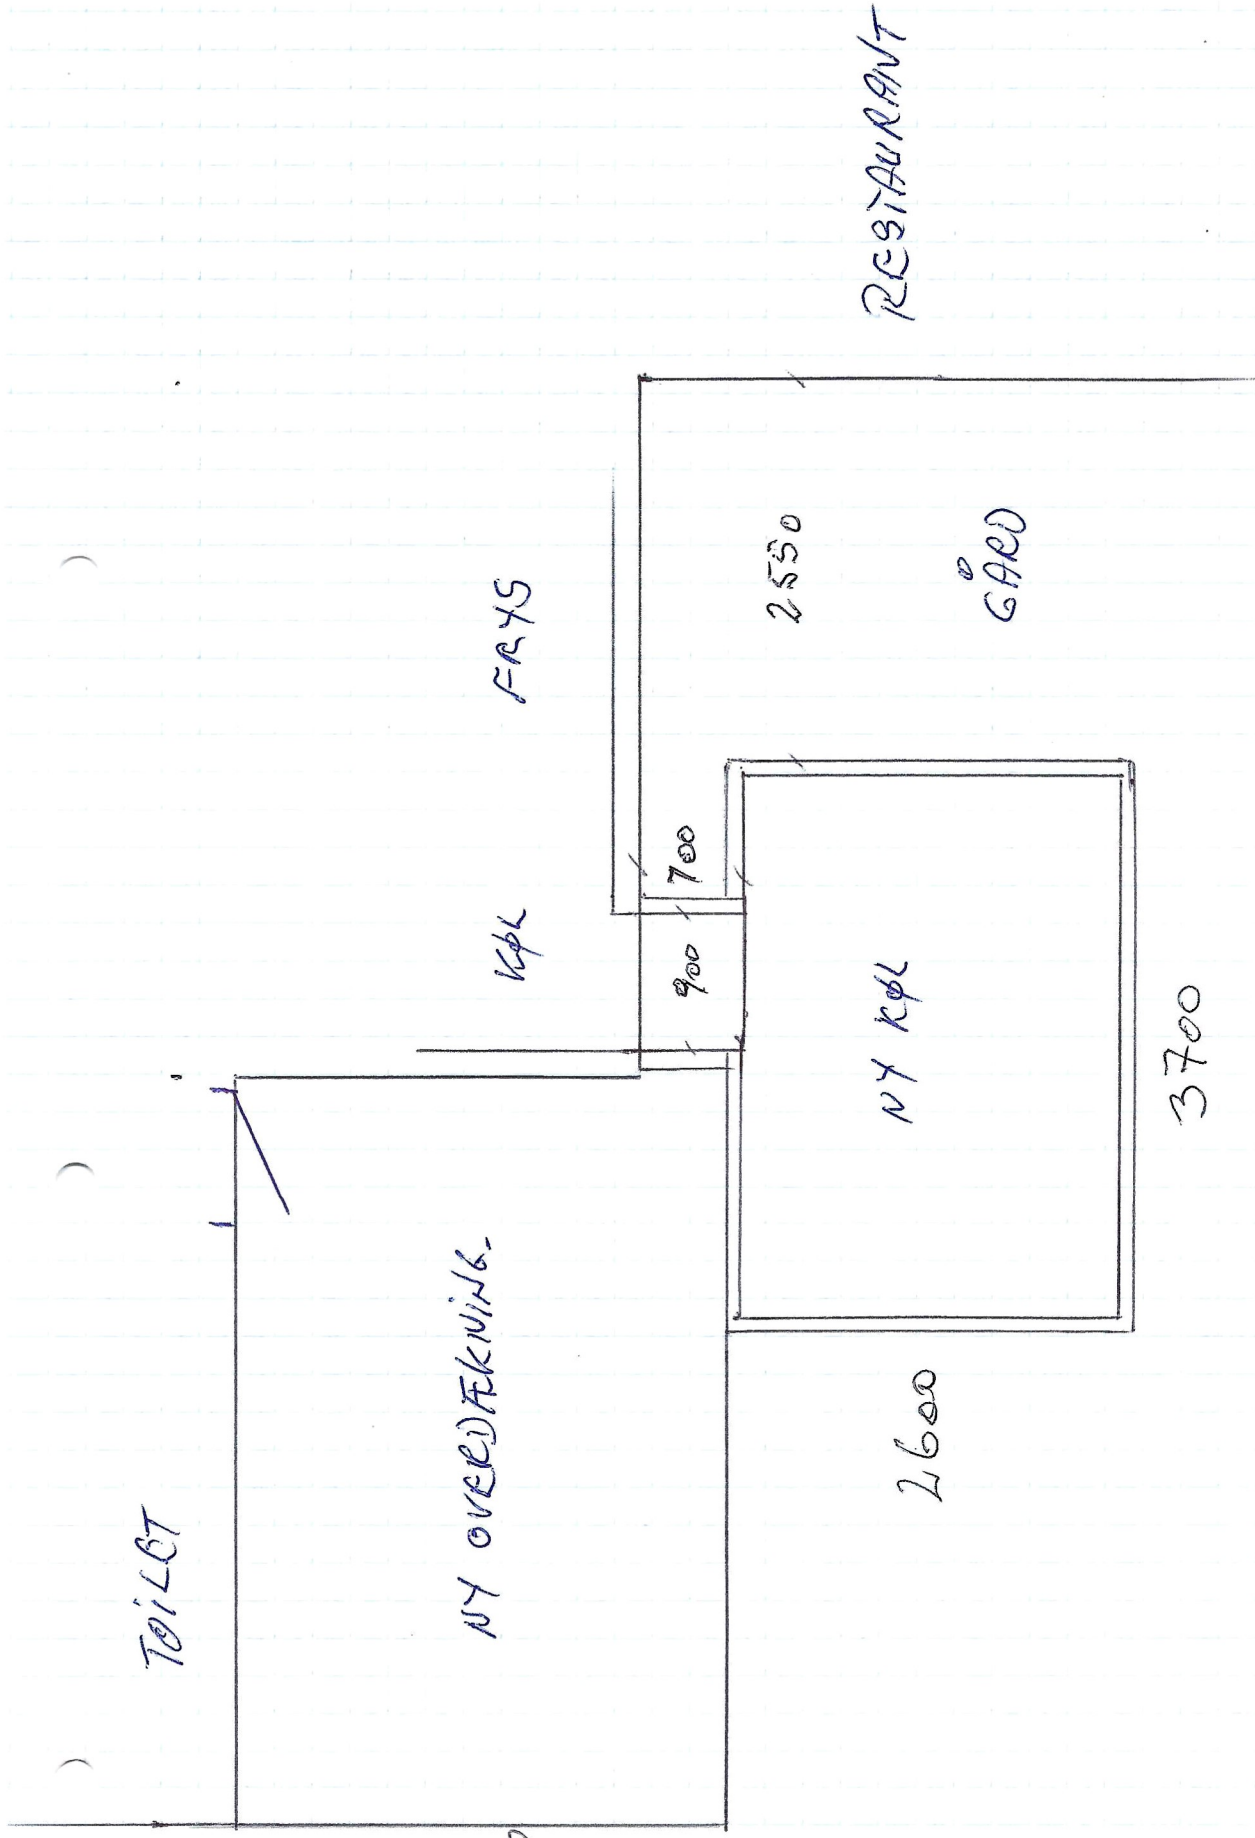 TOILET
NY OVERDÆKNING.
KØL
FRYS
900
700
2550
GÅRD
RESTAURANT
NY KØL
2600
3700